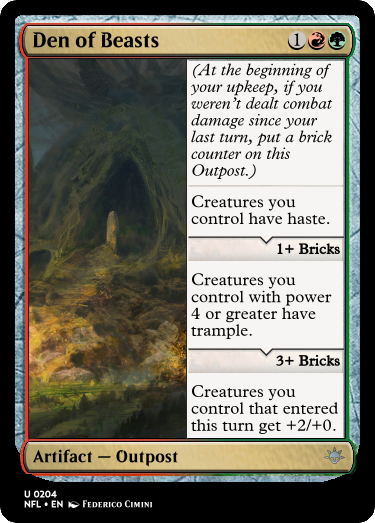 Den of Beasts 1
(At the beginning of
your upkeep, if you
weren't dealt combat
damage since your
last turn, put a brick
counter on this
Outpost.)
Creatures you
control have haste.
1+ Bricks
Creatures you
control with power
4 or greater have
trample.
3+ Bricks
Creatures you
control that entered
this turn get +2/+0.
Artifact — Outpost
U 0204
NFL • EN Federico Cimini